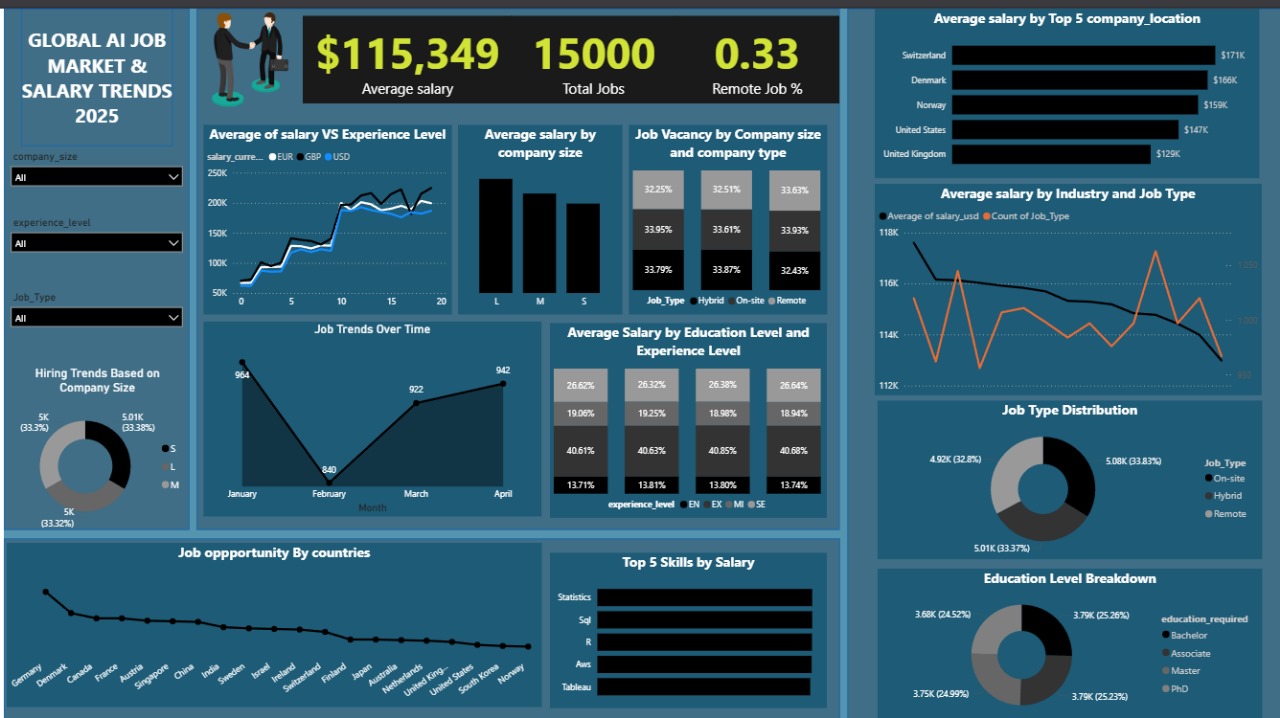 GLOBAL AI JOB
MARKET &
SALARY TRENDS
2025
company_size
All
experience_level
All
Job_Type
All
Hiring Trends Based on
Company Size
5K
(33.3%)
5.01K
(33.38%)
5K
(33.32%)
S
L
M
$115,349
Average salary
15000
Total Jobs
0.33
Remote Job %
Average of salary VS Experience Level
salary_curre... EUR GBP USD
250K
200K
150K
100K
50K
0 5 10 15 20
Average salary by
company size
L M S
Job Vacancy by Company size
and company type
32.25% 32.51% 33.63%
33.95% 33.61% 33.93%
33.79% 33.87% 32.43%
Job_Type Hybrid On-site Remote
Job Trends Over Time
964
840
922
942
January February March April
Month
Average Salary by Education Level and
Experience Level
26.62% 26.32% 26.38% 26.64%
19.06% 19.25% 18.98% 18.94%
40.61% 40.63% 40.85% 40.68%
13.71% 13.81% 13.80% 13.74%
experience_level EN EX MI SE
Job oppportunity By countries
Germany
Denmark
Canada
France
Austria
Singapore
China
India
Sweden
Israel
Ireland
Switzerland
Finland
Japan
Australia
Netherlands
United King...
United States
South Korea
Norway
Top 5 Skills by Salary
Statistics
Sql
R
Aws
Tableau
Average salary by Top 5 company_location
Switzerland $171K
Denmark $166K
Norway $159K
United States $147K
United Kingdom $129K
Average salary by Industry and Job Type
Average of salary_usd Count of Job_Type
118K
116K
114K
112K
1,050
1,000
950
Job Type Distribution
4.92K (32.8%)
5.08K (33.83%)
5.01K (33.37%)
Job_Type
On-site
Hybrid
Remote
Education Level Breakdown
3.68K (24.52%)
3.79K (25.26%)
3.75K (24.99%)
3.79K (25.23%)
education_required
Bachelor
Associate
Master
PhD